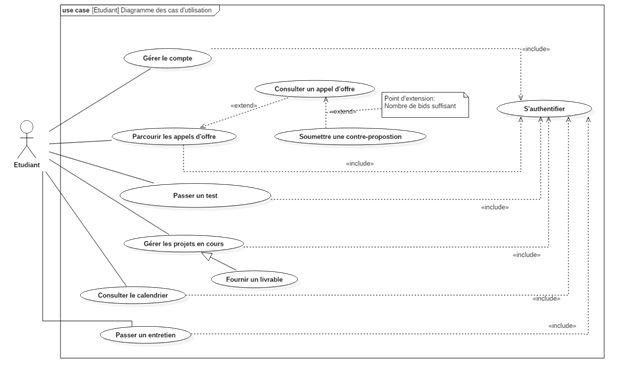 use case [Etudiant] Diagramme des cas d'utilisation
«include»
Gérer le compte
Consulter un appel d'offre
Point d'extension:
Nombre de bids suffisant
«extend»
«extend»
S'authentifier
Etudiant
Parcourir les appels d'offre
Soumettre une contre-propostion
«include»
Passer un test
«include»
Gérer les projets en cours
«include»
Fournir un livrable
Consulter le calendrier
«include»
Passer un entretien
«include»